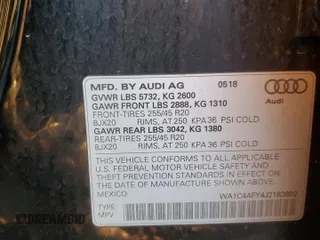 MFD. BY AUDI AG 0518
GVWR LBS 5732, KG 2600
GAWR FRONT LBS 2888, KG 1310
FRONT-TIRES 255/45 R20
8JX20 RIMS, AT 250 KPA 36 PSI COLD
GAWR REAR LBS 3042, KG 1380
REAR-TIRES 255/45 R20
8JX20 RIMS, AT 250 KPA 36 PSI COLD
Audi
THIS VEHICLE CONFORMS TO ALL APPLICABLE
U.S. FEDERAL MOTOR VEHICLE SAFETY AND
THEFT PREVENTION STANDARDS IN EFFECT ON
THE DATE OF MANUFACTURE SHOWN ABOVE.
MEXICO
TYPE:
MPV
DREAMBID